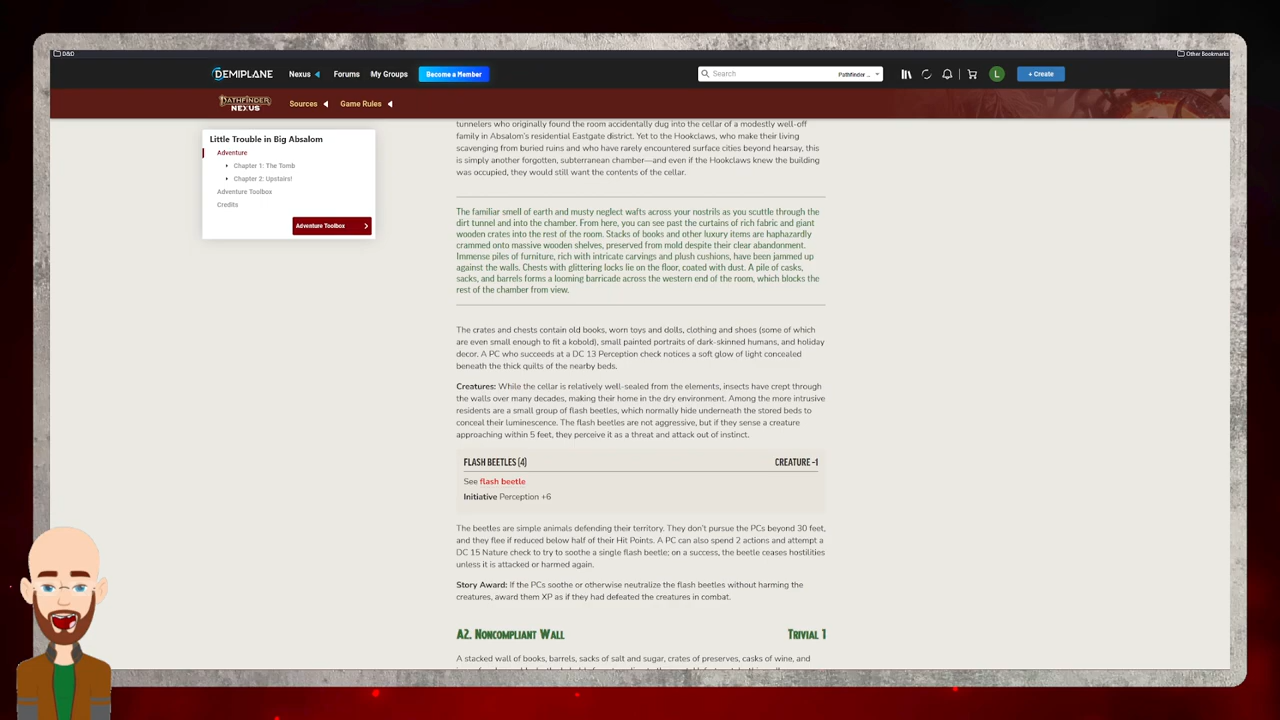 D&D
Other Bookmarks
DEMIPLANE Nexus Forums My Groups Become a Member Search Pathfinder ... L + Create
PATHFINDER NEXUS Sources Game Rules
Little Trouble in Big Absalom
Adventure
Chapter 1: The Tomb
Chapter 2: Upstairs!
Adventure Toolbox
Credits
Adventure Toolbox
tunnelers who originally found the room accidentally dug into the cellar of a modestly well-off
family in Absalom's residential Eastgate district. Yet to the Hookclaws, who make their living
scavenging from buried ruins and who have rarely encountered surface cities beyond hearsay, this
is simply another forgotten, subterranean chamber—and even if the Hookclaws knew the building
was occupied, they would still want the contents of the cellar.
The familiar smell of earth and musty neglect wafts across your nostrils as you scuttle through the
dirt tunnel and into the chamber. From here, you can see past the curtains of rich fabric and giant
wooden crates into the rest of the room. Stacks of books and other luxury items are haphazardly
crammed onto massive wooden shelves, preserved from mold despite their clear abandonment.
Immense piles of furniture, rich with intricate carvings and plush cushions, have been jammed up
against the walls. Chests with glittering locks lie on the floor, coated with dust. A pile of casks,
sacks, and barrels forms a looming barricade across the western end of the room, which blocks the
rest of the chamber from view.
The crates and chests contain old books, worn toys and dolls, clothing and shoes (some of which
are even small enough to fit a kobold), small painted portraits of dark-skinned humans, and holiday
decor. A PC who succeeds at a DC 13 Perception check notices a soft glow of light concealed
beneath the thick quilts of the nearby beds.
Creatures: While the cellar is relatively well-sealed from the elements, insects have crept through
the walls over many decades, making their home in the dry environment. Among the more intrusive
residents are a small group of flash beetles, which normally hide underneath the stored beds to
conceal their luminescence. The flash beetles are not aggressive, but if they sense a creature
approaching within 5 feet, they perceive it as a threat and attack out of instinct.
FLASH BEETLES (4) CREATURE -1
See flash beetle
Initiative Perception +6
The beetles are simple animals defending their territory. They don't pursue the PCs beyond 30 feet,
and they flee if reduced below half of their Hit Points. A PC can also spend 2 actions and attempt a
DC 15 Nature check to try to soothe a single flash beetle; on a success, the beetle ceases hostilities
unless it is attacked or harmed again.
Story Award: If the PCs soothe or otherwise neutralize the flash beetles without harming the
creatures, award them XP as if they had defeated the creatures in combat.
A2. Noncompliant Wall Trivial 1
A stacked wall of books, barrels, sacks of salt and sugar, crates of preserves, casks of wine, and